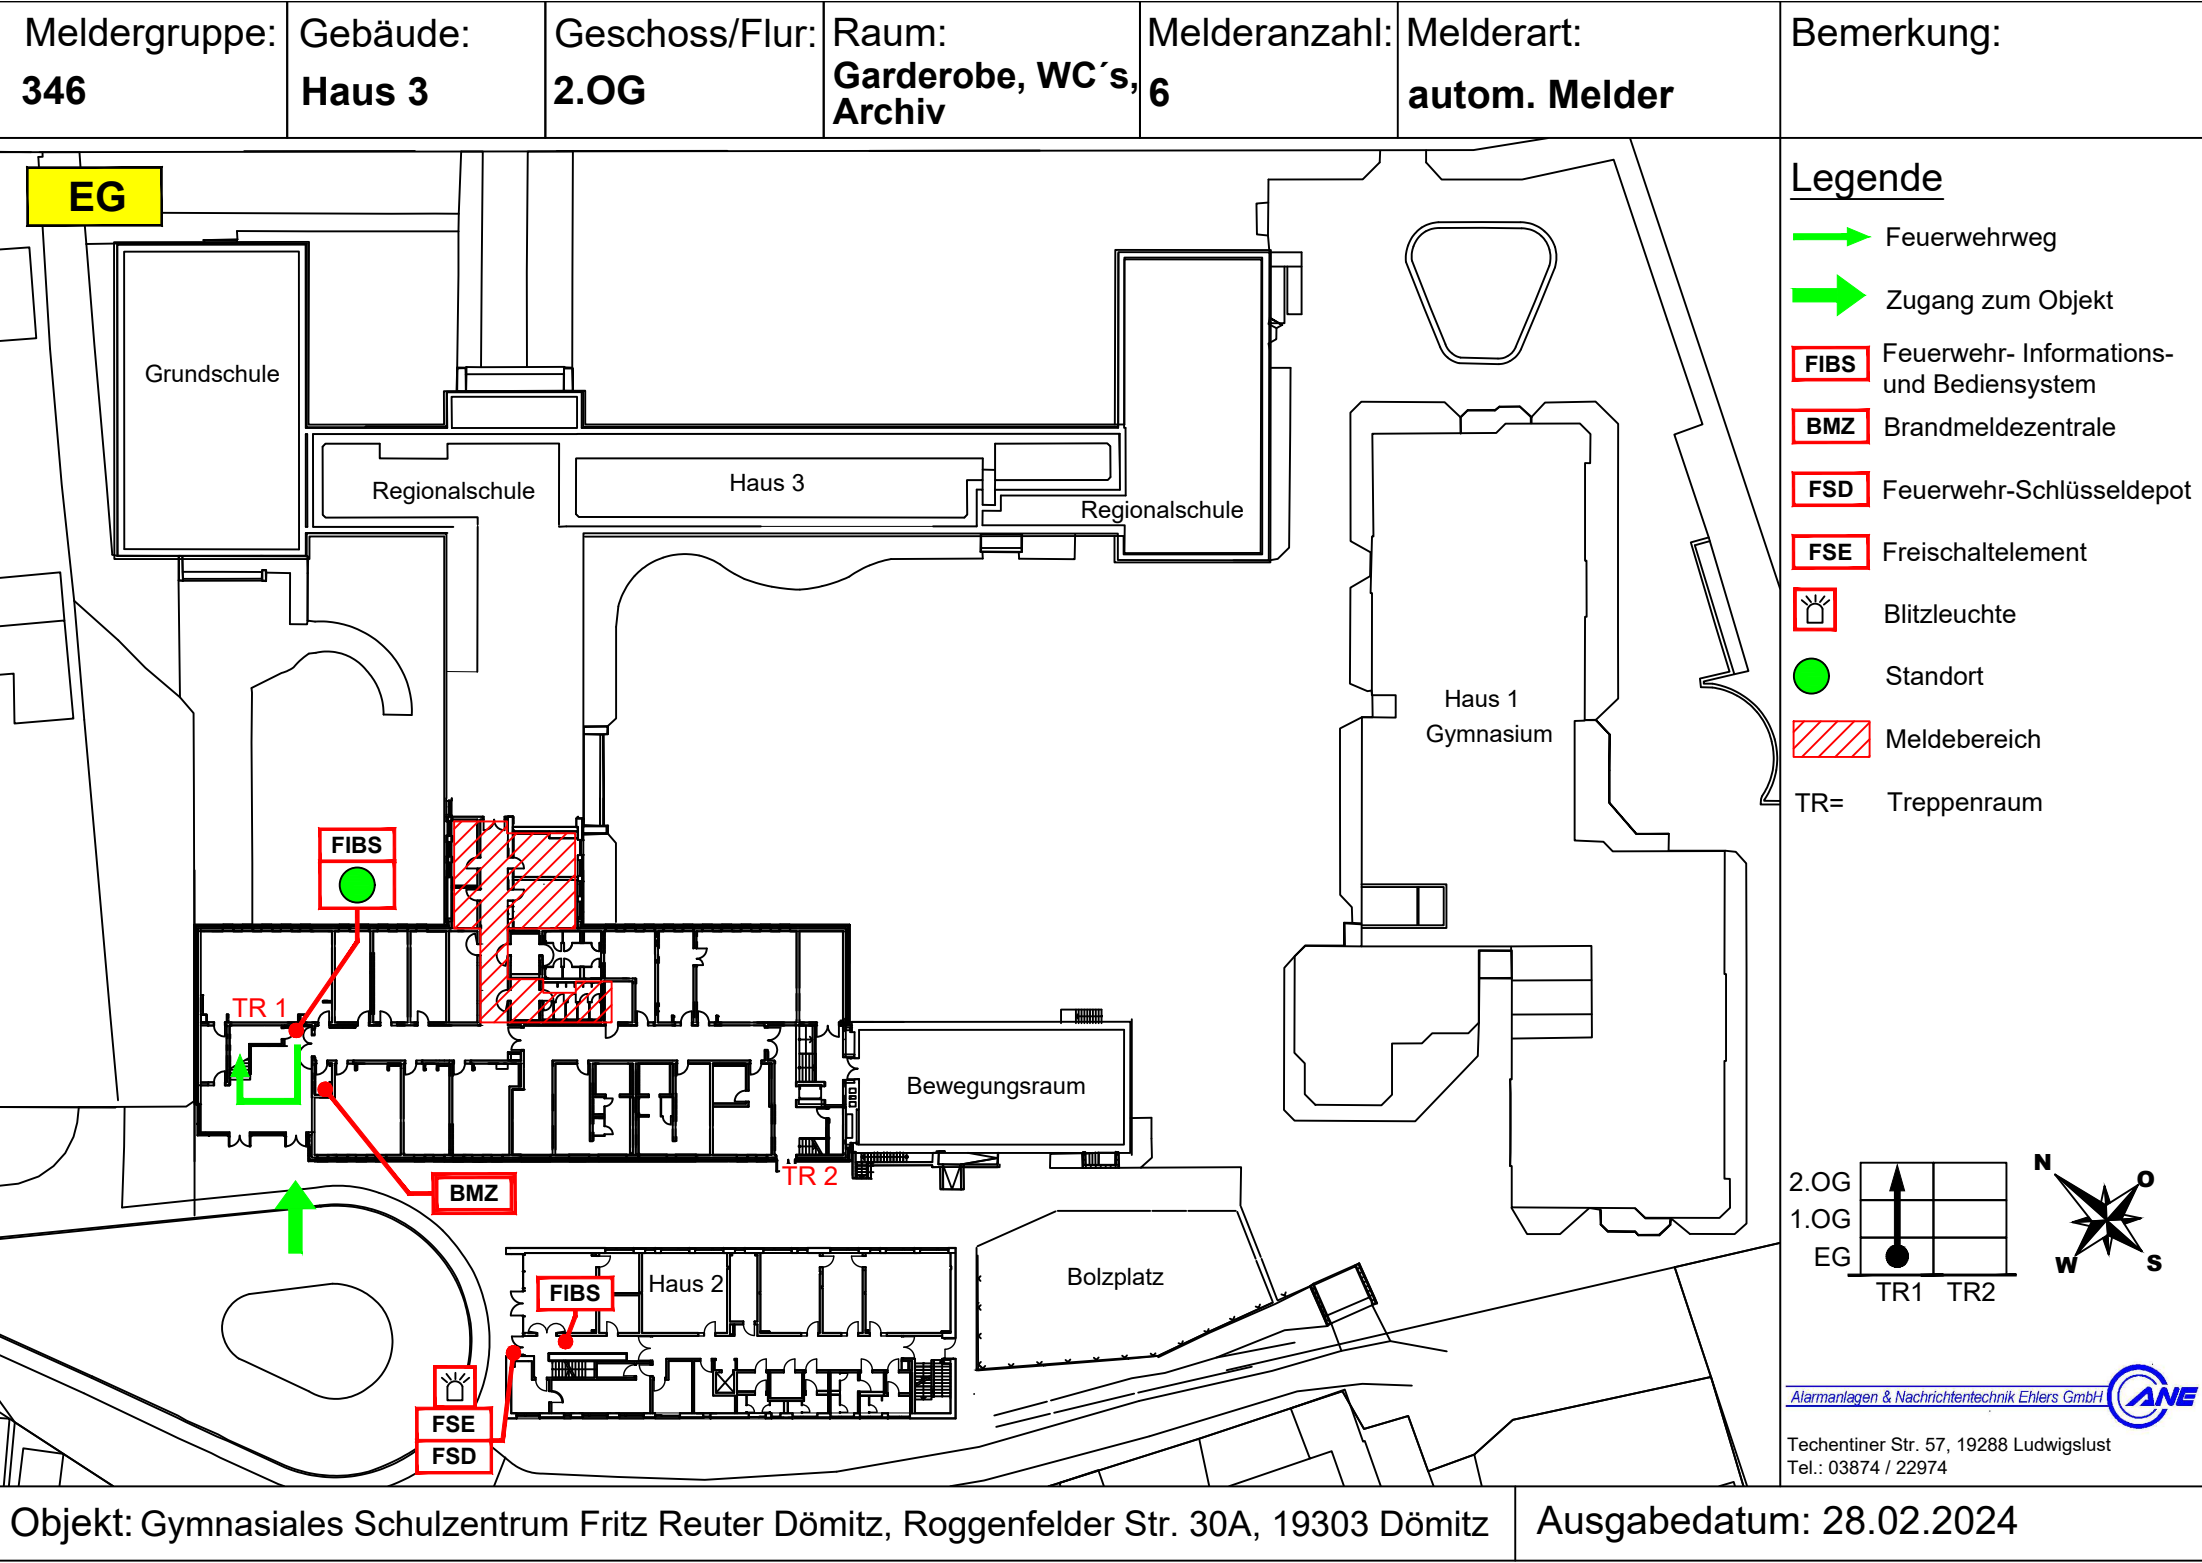 Meldergruppe: Gebäude: Geschoss/Flur: Raum: Melderanzahl: Melderart: Bemerkung:
346 Haus 3 2.OG Garderobe, WC´s, Archiv 6 autom. Melder
EG
Legende
Feuerwehrweg
Zugang zum Objekt
FIBS Feuerwehr- Informations-
und Bediensystem
BMZ Brandmeldezentrale
FSD Feuerwehr-Schlüsseldepot
FSE Freischaltelement
Blitzleuchte
Standort
Meldebereich
TR= Treppenraum
Grundschule
Regionalschule
Haus 3
Regionalschule
Haus 1
Gymnasium
FIBS
TR 1
Bewegungsraum
BMZ
TR 2
Haus 2
FIBS
Bolzplatz
FSE
FSD
2.OG
1.OG
EG
TR1 TR2
N
O
W
S
Alarmanlagen & Nachrichtentechnik Ehlers GmbH ANE
Techentiner Str. 57, 19288 Ludwigslust
Tel.: 03874 / 22974
Objekt: Gymnasiales Schulzentrum Fritz Reuter Dömitz, Roggenfelder Str. 30A, 19303 Dömitz
Ausgabedatum: 28.02.2024